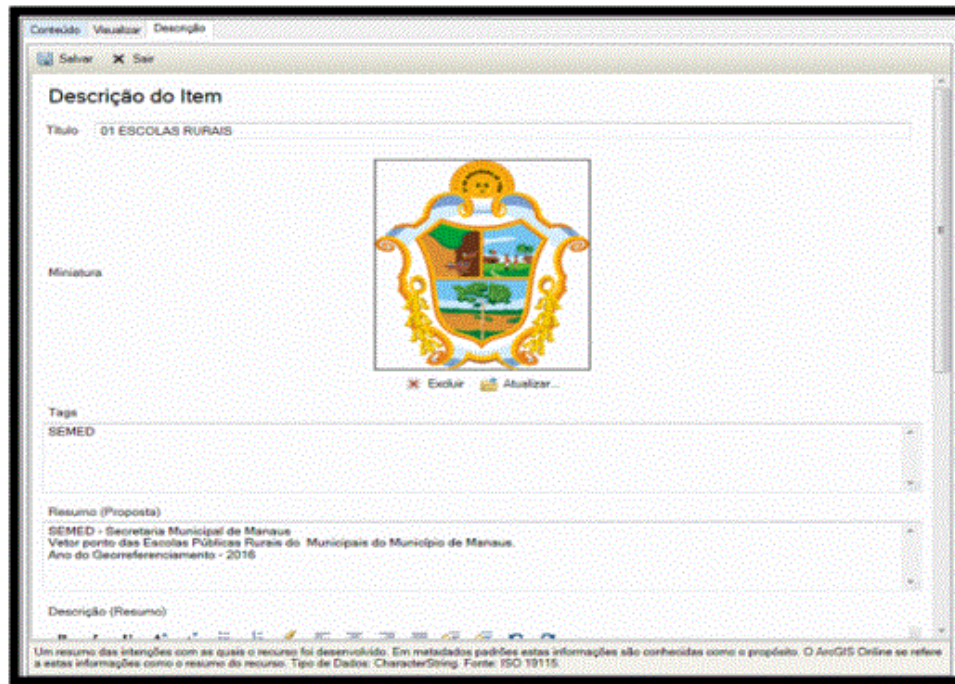 Conteúdo Visualizar Descrição
Salvar Sair
Descrição do Item
Título 01 ESCOLAS RURAIS
Miniatura
Excluir Atualizar...
Tags
SEMED
Resumo (Proposta)
SEMED - Secretaria Municipal de Manaus
Vetor ponto das Escolas Públicas Rurais do Municipais do Município de Manaus.
Ano do Georreferenciamento - 2016
Descrição (Resumo)
Um resumo das intenções com as quais o recurso foi desenvolvido. Em metadados padrões estas informações são conhecidas como o propósito. O ArcGIS Online se refere
a estas informações como o resumo do recurso. Tipo de Dados: CharacterString. Fonte: ISO 19115.